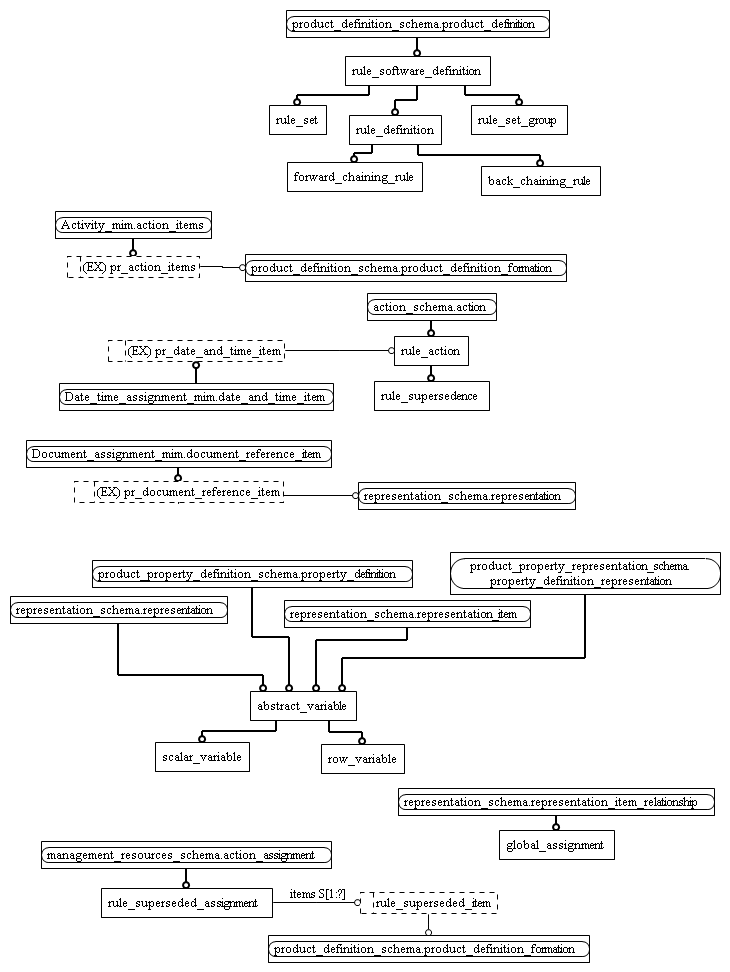 product_definition_schema.product_definition
rule_software_definition
rule_set
rule_definition
rule_set_group
forward_chaining_rule
back_chaining_rule
Activity_mim.action_items
(EX) pr_action_items
product_definition_schema.product_definition_formation
action_schema.action
(EX) pr_date_and_time_item
rule_action
Date_time_assignment_mim.date_and_time_item
rule_supersedence
Document_assignment_mim.document_reference_item
(EX) pr_document_reference_item
representation_schema.representation
product_property_definition_schema.property_definition
product_property_representation_schema.
property_definition_representation
representation_schema.representation
representation_schema.representation_item
abstract_variable
scalar_variable
row_variable
representation_schema.representation_item_relationship
global_assignment
management_resources_schema.action_assignment
rule_superseded_assignment
items S[1:?]
rule_superseded_item
product_definition_schema.product_definition_formation